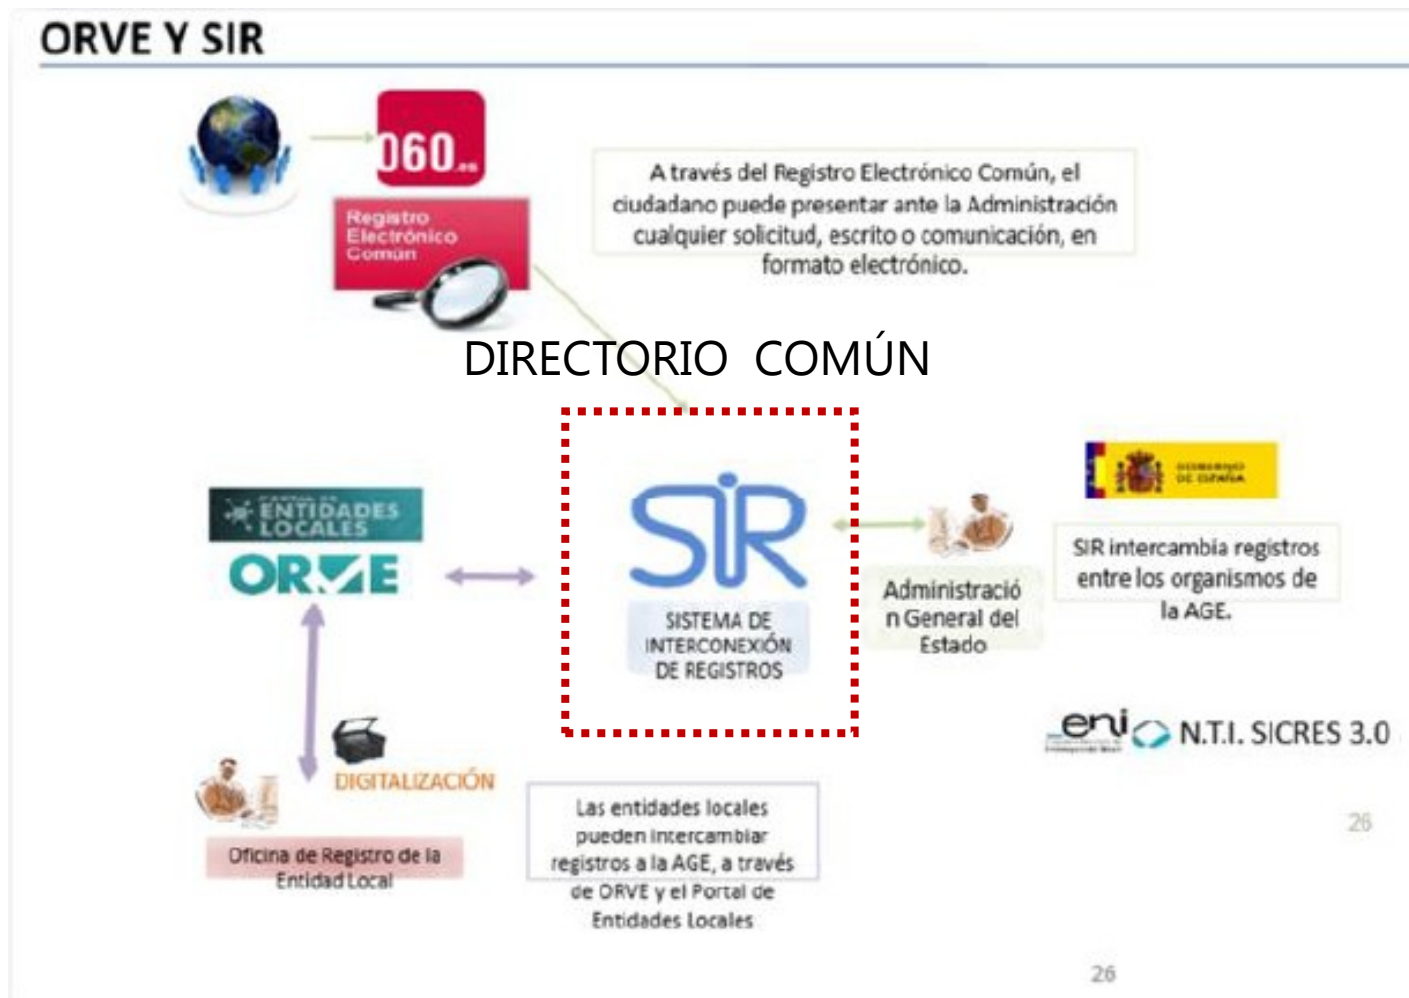 ORVE Y SIR
060.es
Registro
Electrónico
Común
A través del Registro Electrónico Común, el
ciudadano puede presentar ante la Administración
cualquier solicitud, escrito o comunicación, en
formato electrónico.
DIRECTORIO COMÚN
ENTIDADES
LOCALES
ORVE
SIR
SISTEMA DE
INTERCONEXIÓN
DE REGISTROS
Administració
n General del
Estado
GOBIERNO
DE ESPAÑA
SIR intercambia registros
entre los organismos de
la AGE.
eni
N.T.I. SICRES 3.0
DIGITALIZACIÓN
Oficina de Registro de la
Entidad Local
Las entidades locales
pueden intercambiar
registros a la AGE, a través
de ORVE y el Portal de
Entidades Locales
26
26